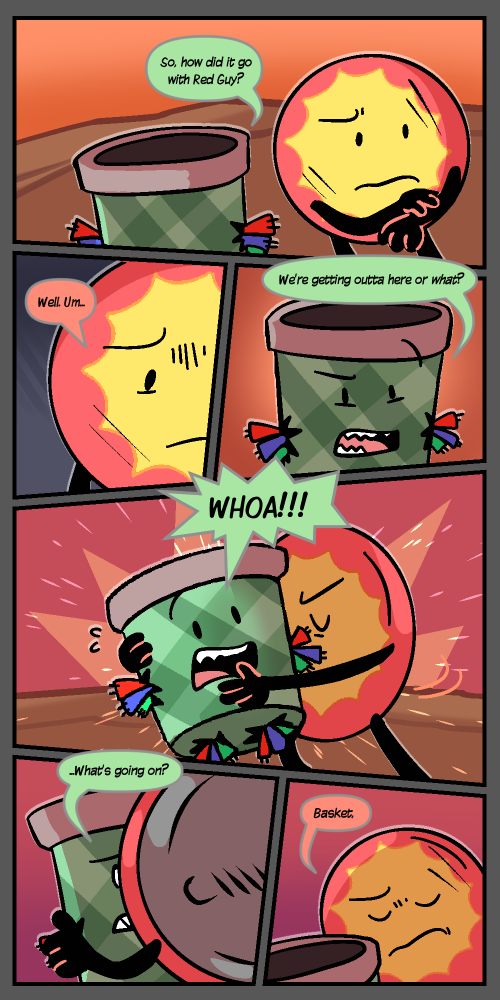 So, how did it go
with Red Guy?
Well. Um...
We're getting outta here or what?
WHOA!!!
...What's going on?
Basket.